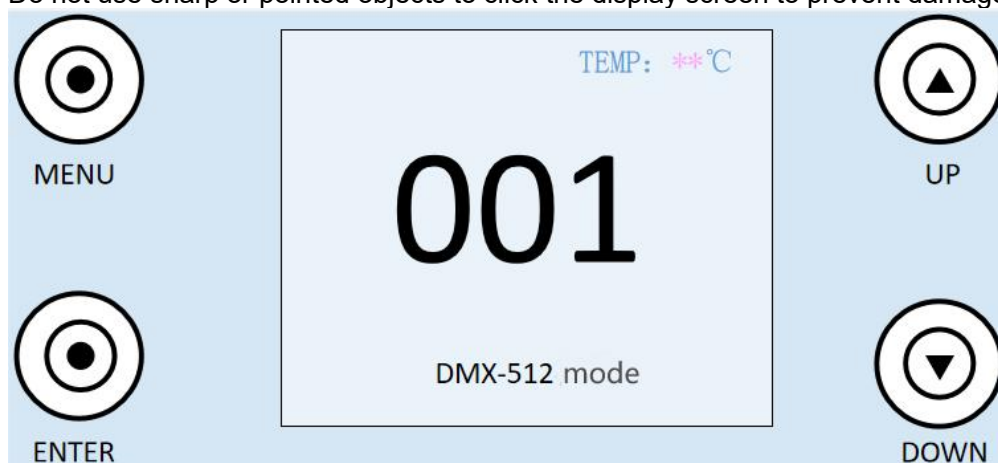 Do not use sharp or pointed objects to click the display screen to prevent damage
TEMP: **℃
MENU
001
UP
DMX-512 mode
ENTER
DOWN